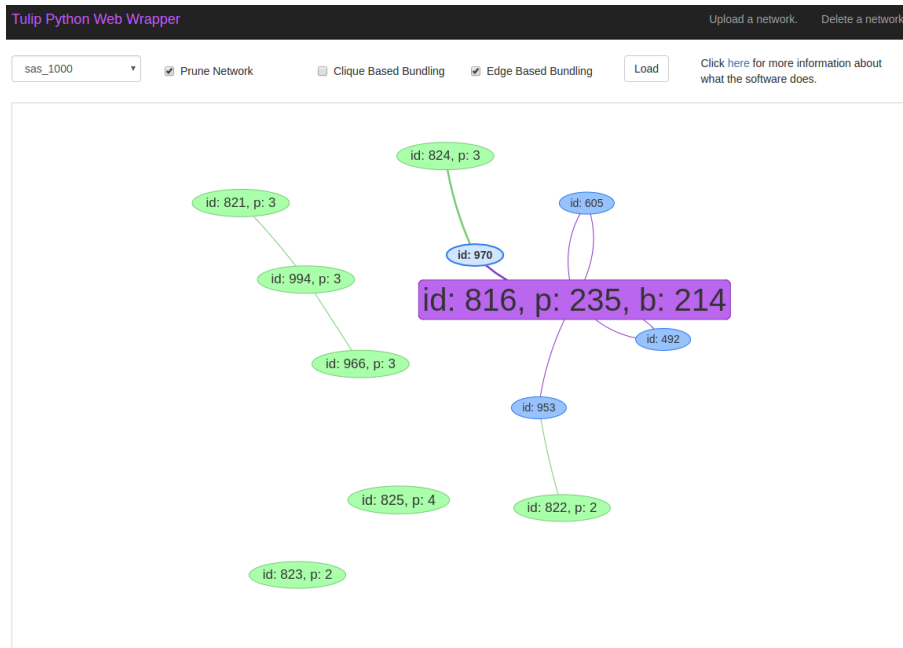 Tulip Python Web Wrapper
Upload a network.
Delete a network
sas_1000
Prune Network
Clique Based Bundling
Edge Based Bundling
Load
Click here for more information about
what the software does.
id: 824, p: 3
id: 821, p: 3
id: 605
id: 970
id: 994, p: 3
id: 816, p: 235, b: 214
id: 492
id: 966, p: 3
id: 953
id: 825, p: 4
id: 822, p: 2
id: 823, p: 2